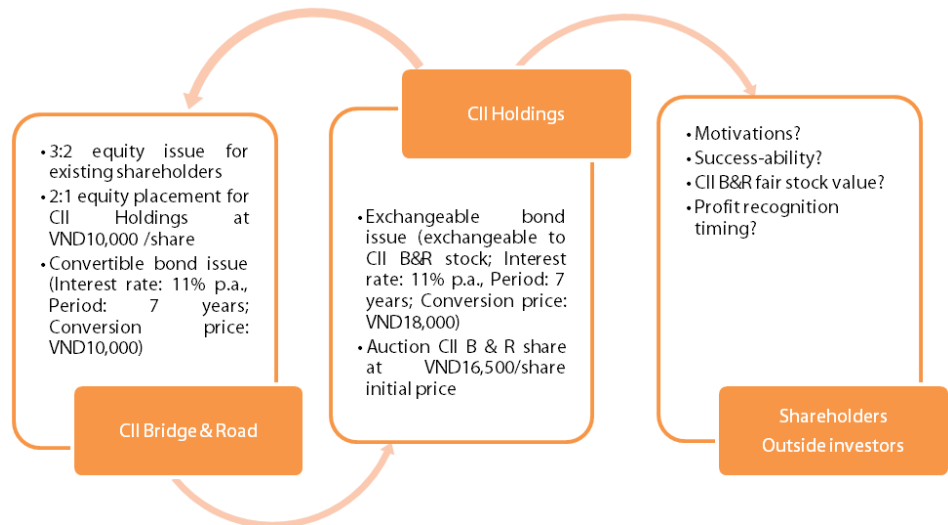 • 3:2 equity issue for
existing shareholders
• 2:1 equity placement for
CII Holdings at
VND10,000 /share
• Convertible bond issue
(Interest rate: 11% p.a.,
Period: 7 years;
Conversion price:
VND10,000)
CII Bridge & Road
CII Holdings
• Exchangeable bond
issue (exchangeable to
CII B&R stock; Interest
rate: 11% p.a., Period: 7
years; Conversion price:
VND18,000)
• Auction CII B & R share
at VND16,500/share
initial price
• Motivations?
• Success-ability?
• CII B&R fair stock value?
• Profit recognition
timing?
Shareholders
Outside investors